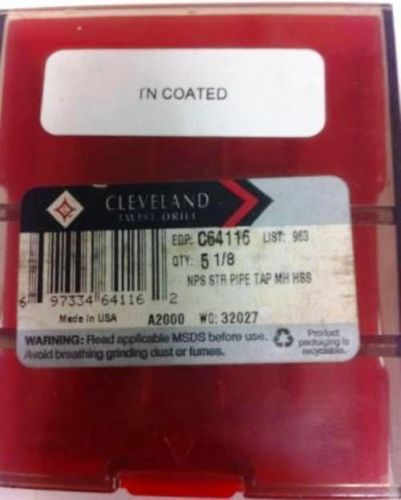 IN COATED
CLEVELAND
TWIST DRILL
EDP: C64116 LIST: 963
QTY: 5 1/8
NPS STR PIPE TAP MH HSS
6 97334 64116 2
Made in USA A2000 WO: 32027
WARNING: Read applicable MSDS before use.
Avoid breathing grinding dust or fumes.
Product
packaging is
recyclable.